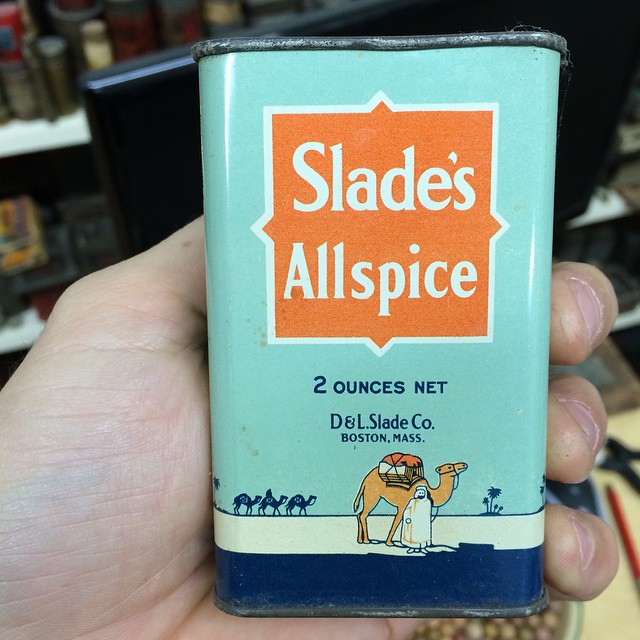 Slade's
Allspice
2 OUNCES NET
D & L. Slade Co.
BOSTON, MASS.